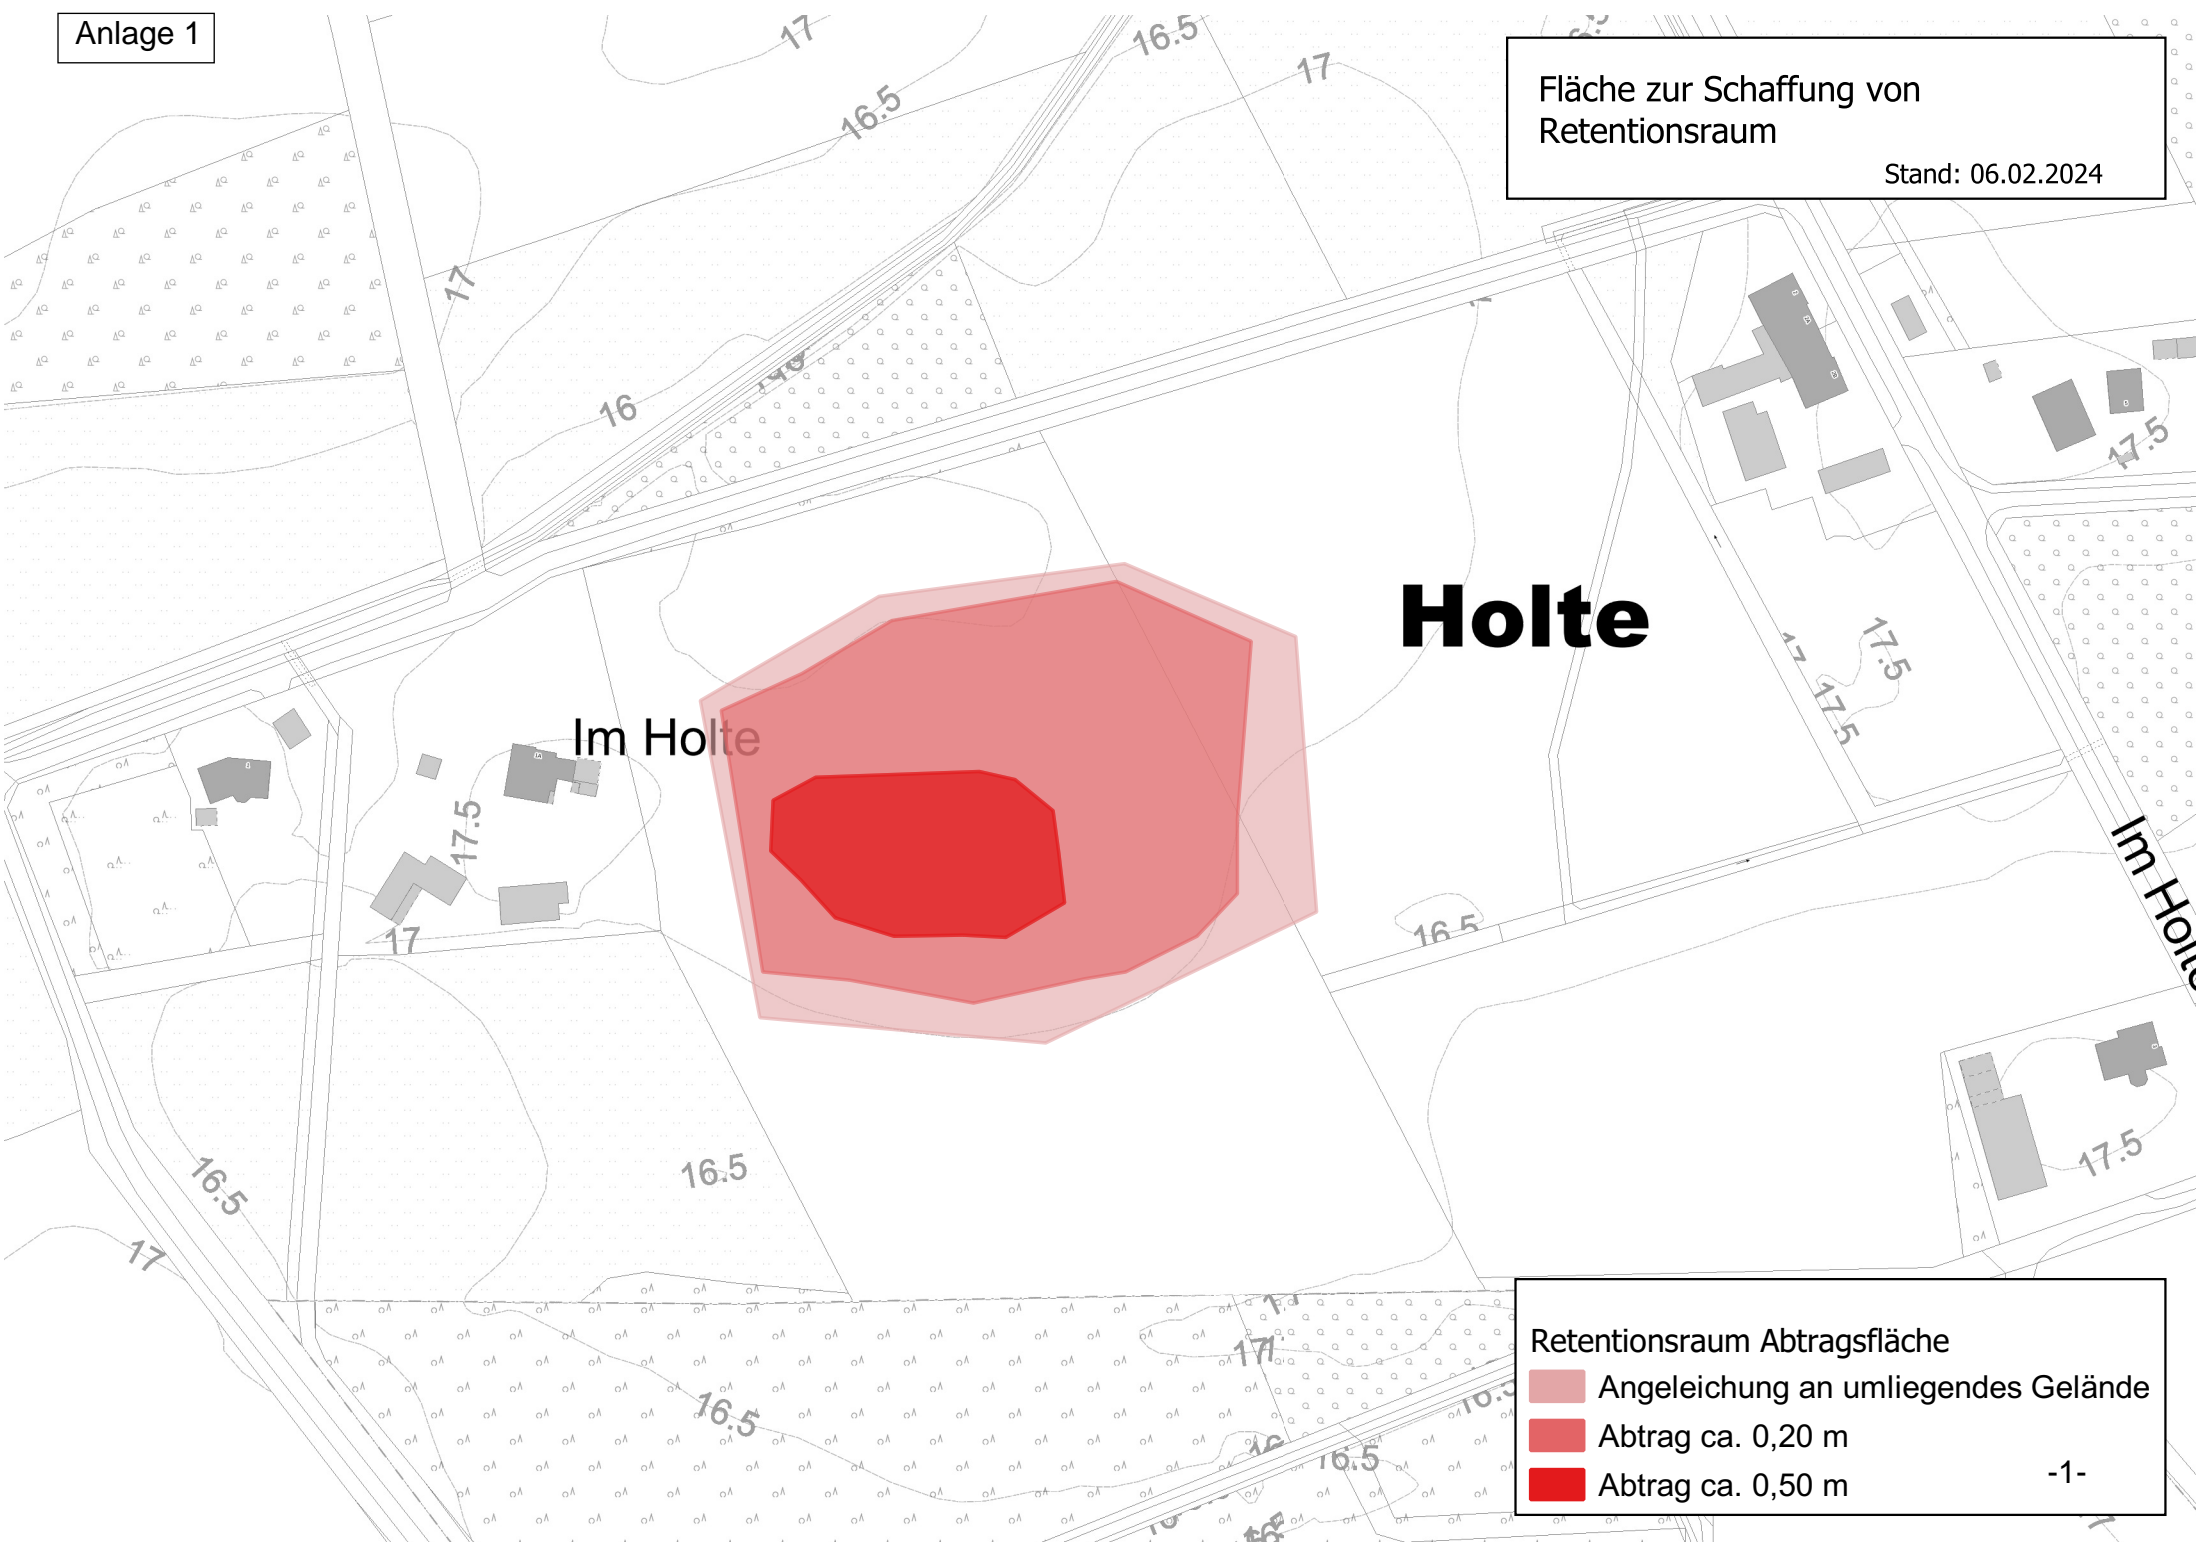 Anlage 1
Fläche zur Schaffung von
Retentionsraum
Stand: 06.02.2024
17
16.5
17
16.5
17
16
17.5
Holte
17.5
17
17.5
Im Holte
17.5
17
16.5
Im Holte
16.5
16.5
17
17.5
17
16.5
16.5
Retentionsraum Abtragsfläche
Angeleichung an umliegendes Gelände
Abtrag ca. 0,20 m
Abtrag ca. 0,50 m
-1-